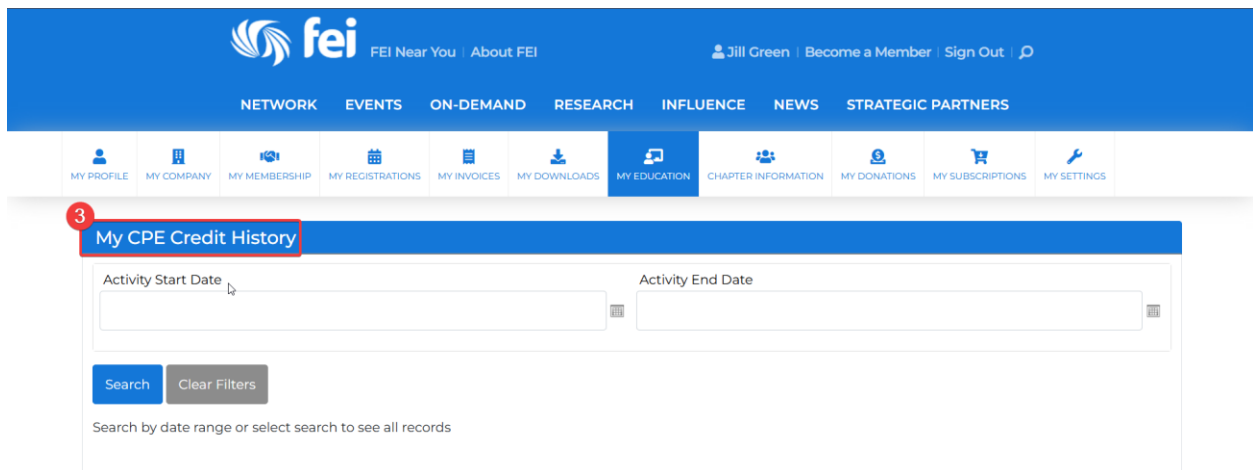 fei
FEI Near You | About FEI
Jill Green | Become a Member | Sign Out |
NETWORK EVENTS ON-DEMAND RESEARCH INFLUENCE NEWS STRATEGIC PARTNERS
MY PROFILE MY COMPANY MY MEMBERSHIP MY REGISTRATIONS MY INVOICES MY DOWNLOADS MY EDUCATION CHAPTER INFORMATION MY DONATIONS MY SUBSCRIPTIONS MY SETTINGS
3
My CPE Credit History
Activity Start Date Activity End Date
Search Clear Filters
Search by date range or select search to see all records